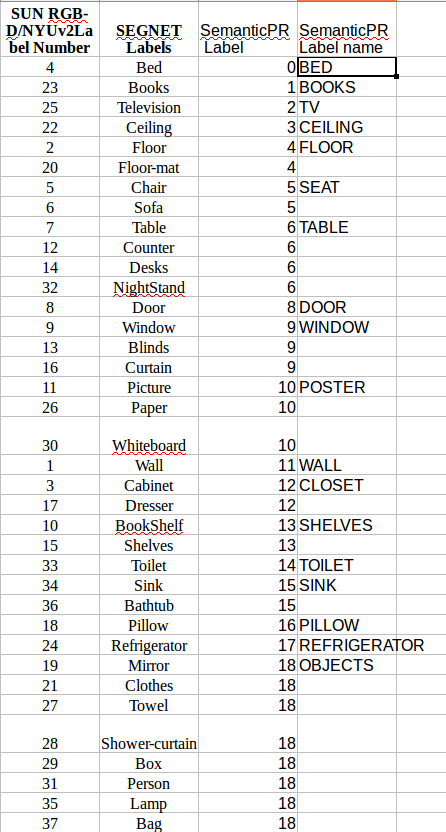 SUN RGB- SEGNET SemanticPR SemanticPR
D/NYUv2La Labels Label Label name
bel Number
4 Bed 0 BED
23 Books 1 BOOKS
25 Television 2 TV
22 Ceiling 3 CEILING
2 Floor 4 FLOOR
20 Floor-mat 4
5 Chair 5 SEAT
6 Sofa 5
7 Table 6 TABLE
12 Counter 6
14 Desks 6
32 NightStand 6
8 Door 8 DOOR
9 Window 9 WINDOW
13 Blinds 9
16 Curtain 9
11 Picture 10 POSTER
26 Paper 10
30 Whiteboard 10
1 Wall 11 WALL
3 Cabinet 12 CLOSET
17 Dresser 12
10 BookShelf 13 SHELVES
15 Shelves 13
33 Toilet 14 TOILET
34 Sink 15 SINK
36 Bathtub 15
18 Pillow 16 PILLOW
24 Refrigerator 17 REFRIGERATOR
19 Mirror 18 OBJECTS
21 Clothes 18
27 Towel 18
28 Shower-curtain 18
29 Box 18
31 Person 18
35 Lamp 18
37 Bag 18